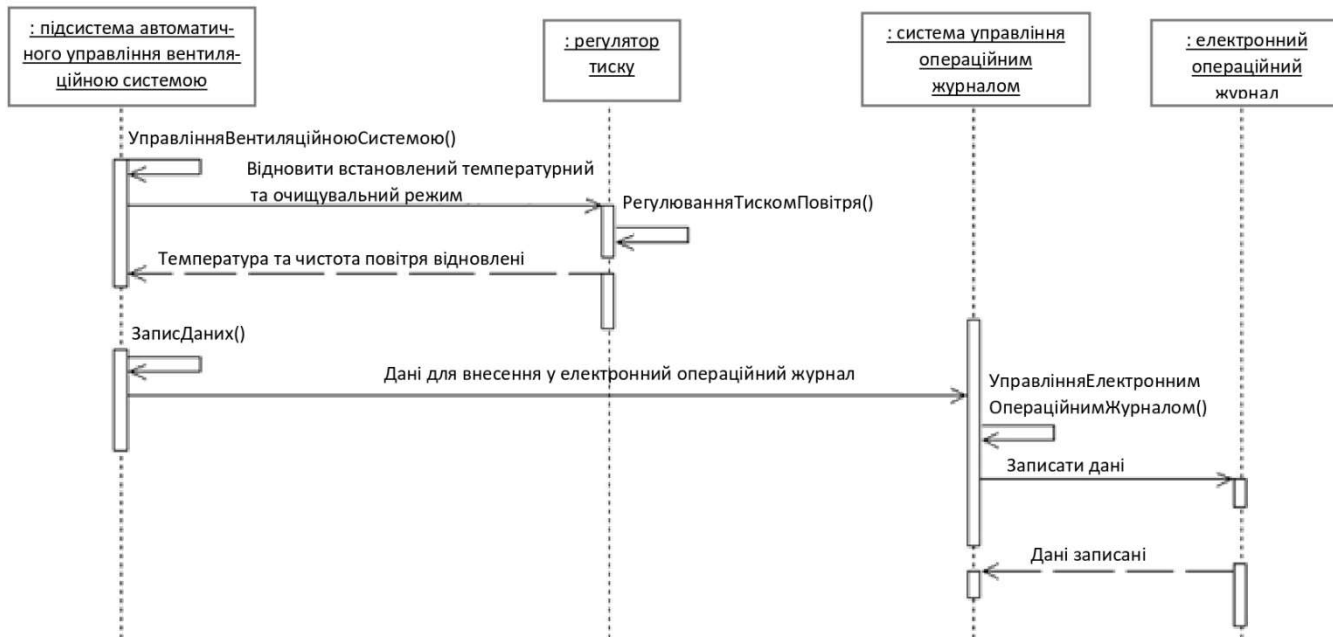 : підсистема автоматич-
ного управління вентиля-
ційною системою
: регулятор
тиску
: система управління
операційним
журналом
: електронний
операційний
журнал
УправлінняВентиляційноюСистемою()
Відновити встановлений температурний
та очищувальний режим
РегулюванняТискомПовітря()
Температура та чистота повітря відновлені
ЗаписДаних()
Дані для внесення у електронний операційний журнал
УправлінняЕлектронним
ОпераційнимЖурналом()
Записати дані
Дані записані